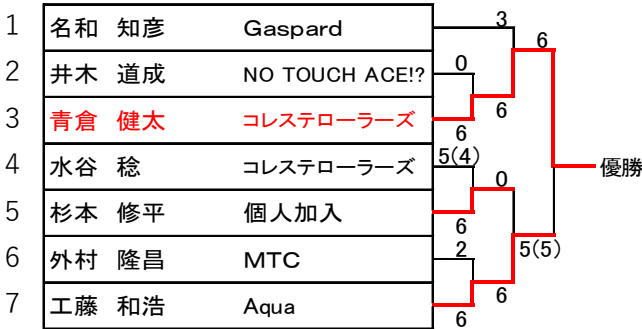 1 名和 知彦 Gaspard
2 井木 道成 NO TOUCH ACE!?
3 青倉 健太 コレステローラーズ
4 水谷 稔 コレステローラーズ
5 杉本 修平 個人加入
6 外村 隆昌 MTC
7 工藤 和浩 Aqua
3
6
0
6
6
5(4)
0
優勝
6
2
5(5)
6
6